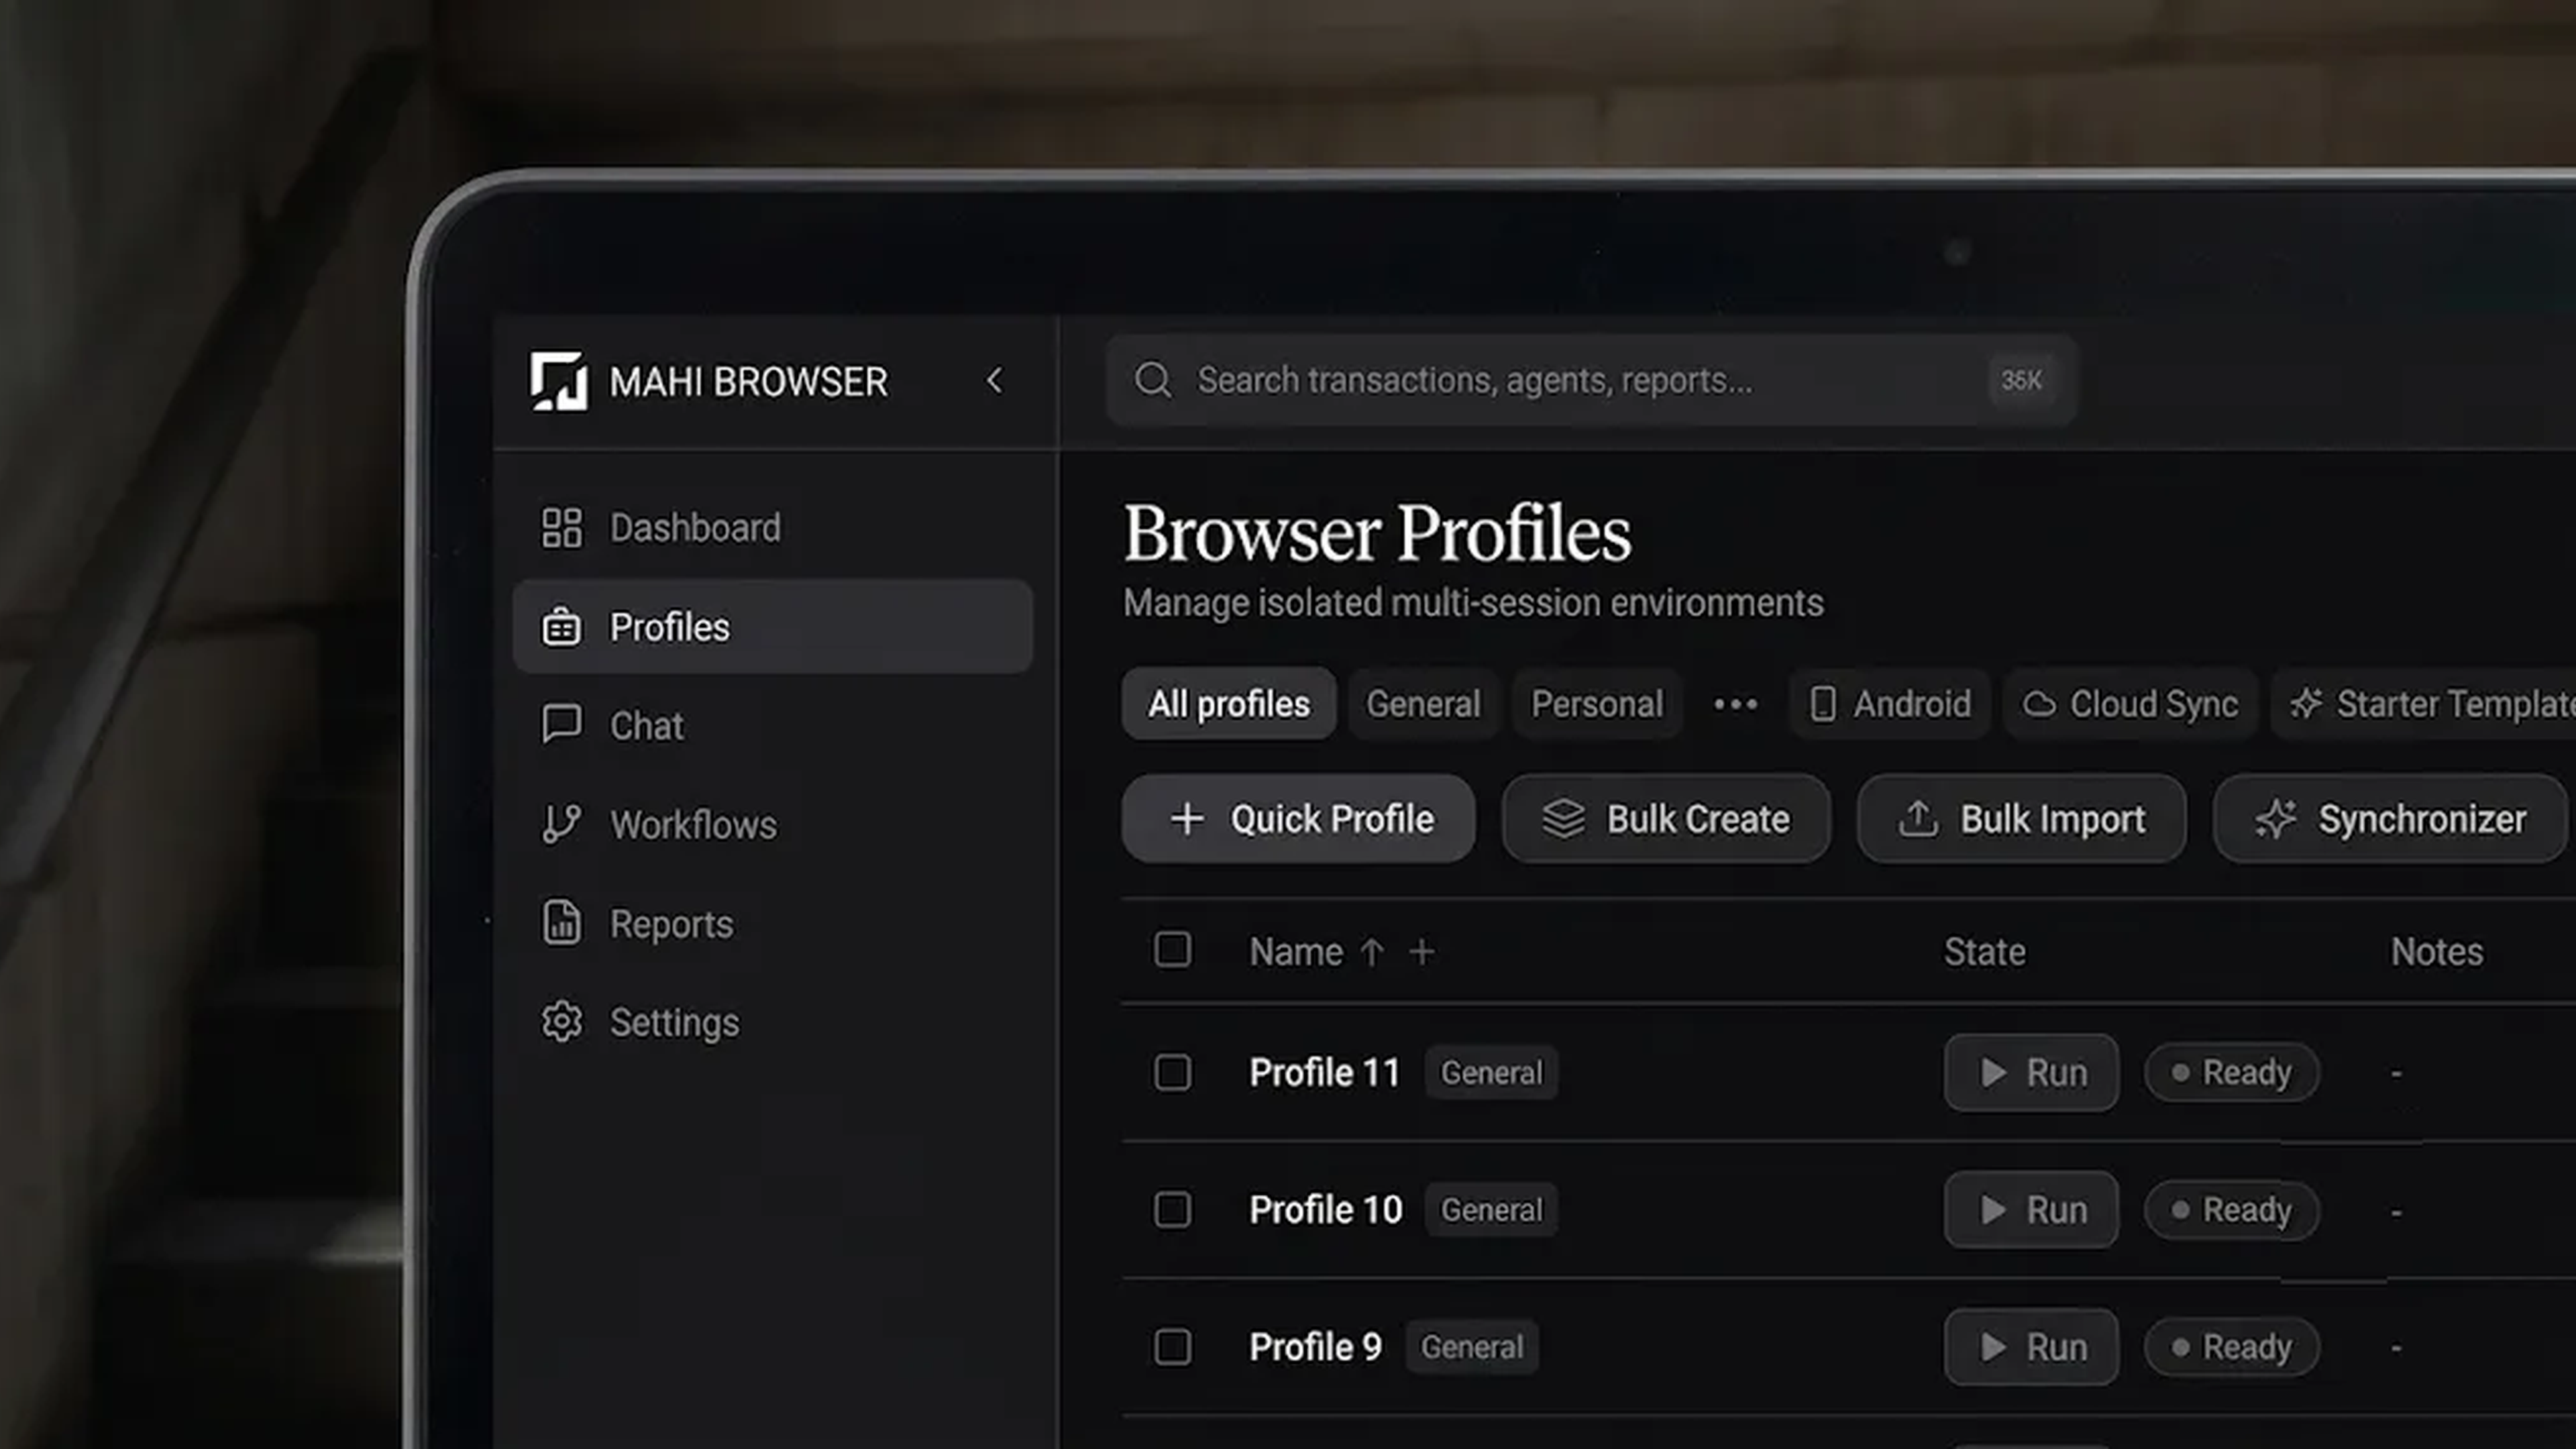 MAHI BROWSER
Search transactions, agents, reports...
36K
Dashboard
Profiles
Chat
Workflows
Reports
Settings
Browser Profiles
Manage isolated multi-session environments
All profiles General Personal ••• Android Cloud Sync Starter Template
+ Quick Profile Bulk Create Bulk Import Synchronizer
Name ↑ + State Notes
Profile 11 General Run Ready -
Profile 10 General Run Ready -
Profile 9 General Run Ready -